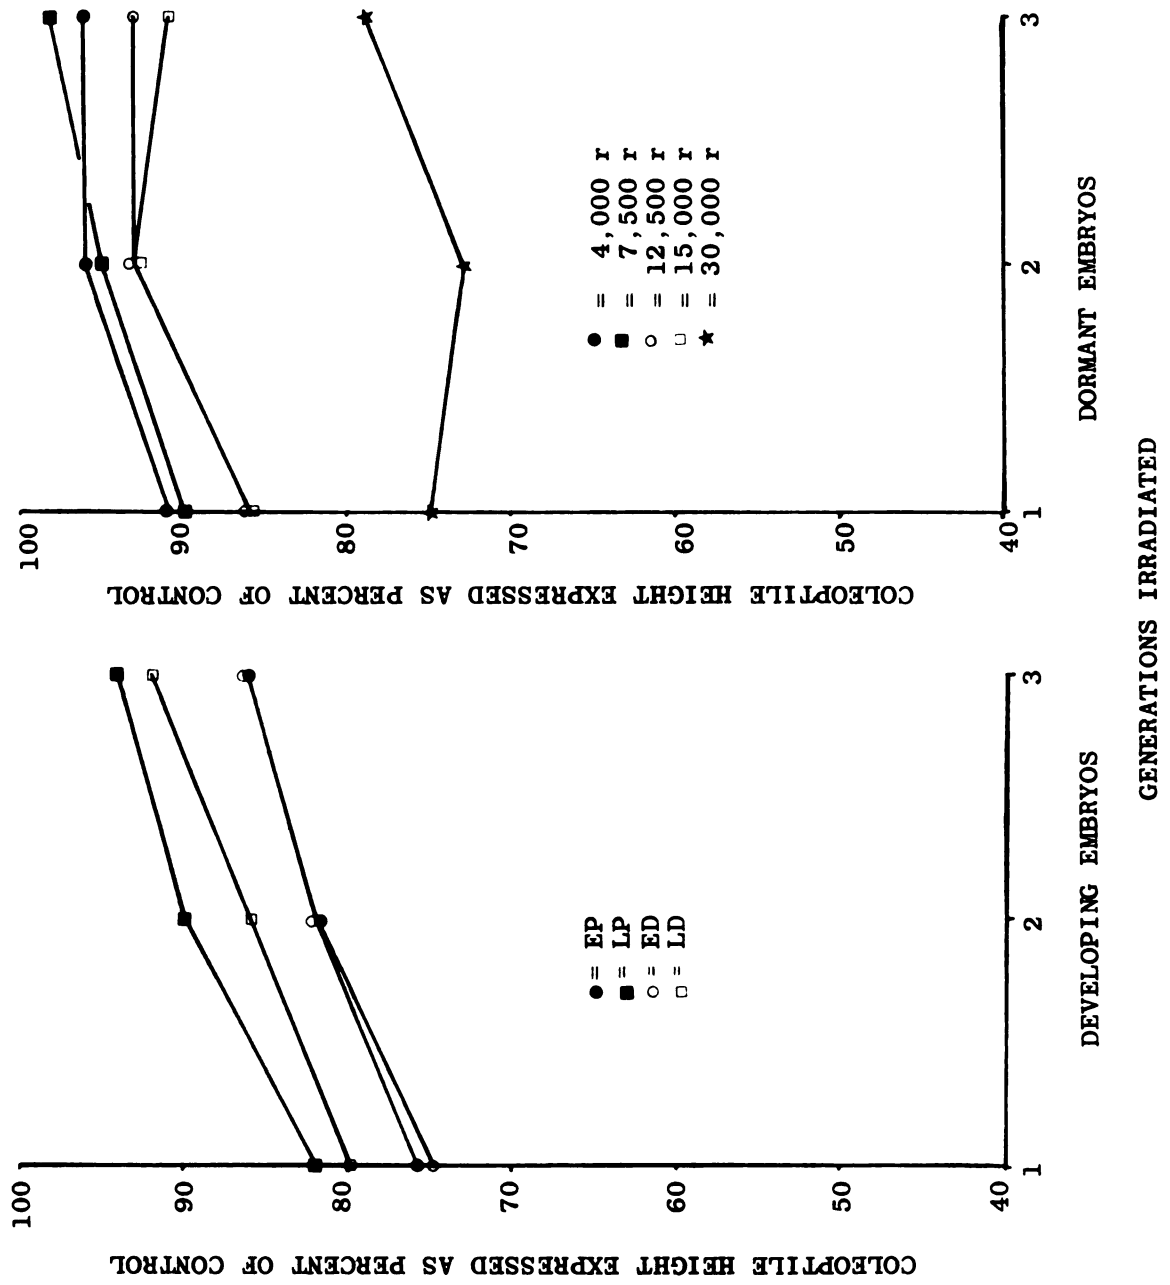 COLEOPTILE HEIGHT EXPRESSED AS PERCENT OF CONTROL
100
90
80
70
60
50
40
1
2
3
● = EP
■ = LP
○ = ED
□ = LD
DEVELOPING EMBRYOS
COLEOPTILE HEIGHT EXPRESSED AS PERCENT OF CONTROL
100
90
80
70
60
50
40
1
2
3
● = 4,000 r
■ = 7,500 r
○ = 12,500 r
□ = 15,000 r
★ = 30,000 r
DORMANT EMBRYOS
GENERATIONS IRRADIATED